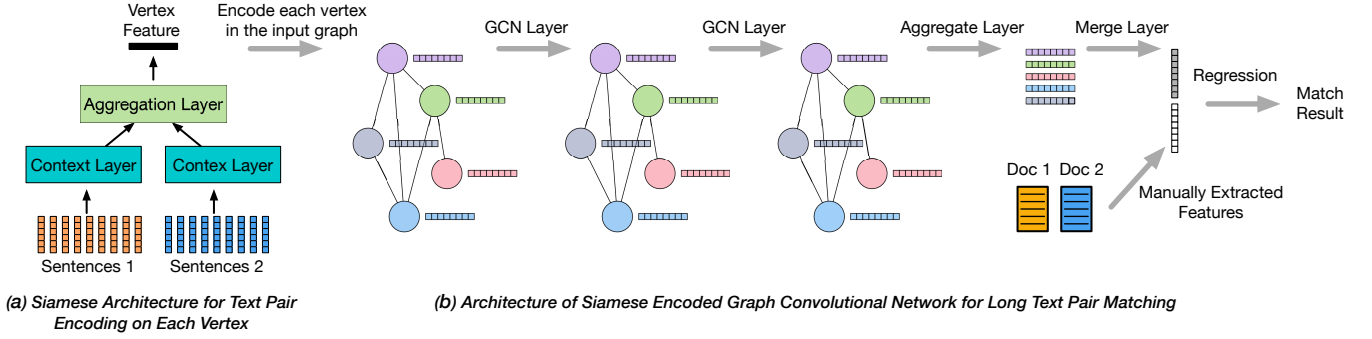 Vertex
Feature
Aggregation Layer
Context Layer
Contex Layer
Sentences 1
Sentences 2
(a) Siamese Architecture for Text Pair
Encoding on Each Vertex
Encode each vertex
in the input graph
GCN Layer
GCN Layer
Aggregate Layer
Merge Layer
Regression
Match
Result
Doc 1
Doc 2
Manually Extracted
Features
(b) Architecture of Siamese Encoded Graph Convolutional Network for Long Text Pair Matching